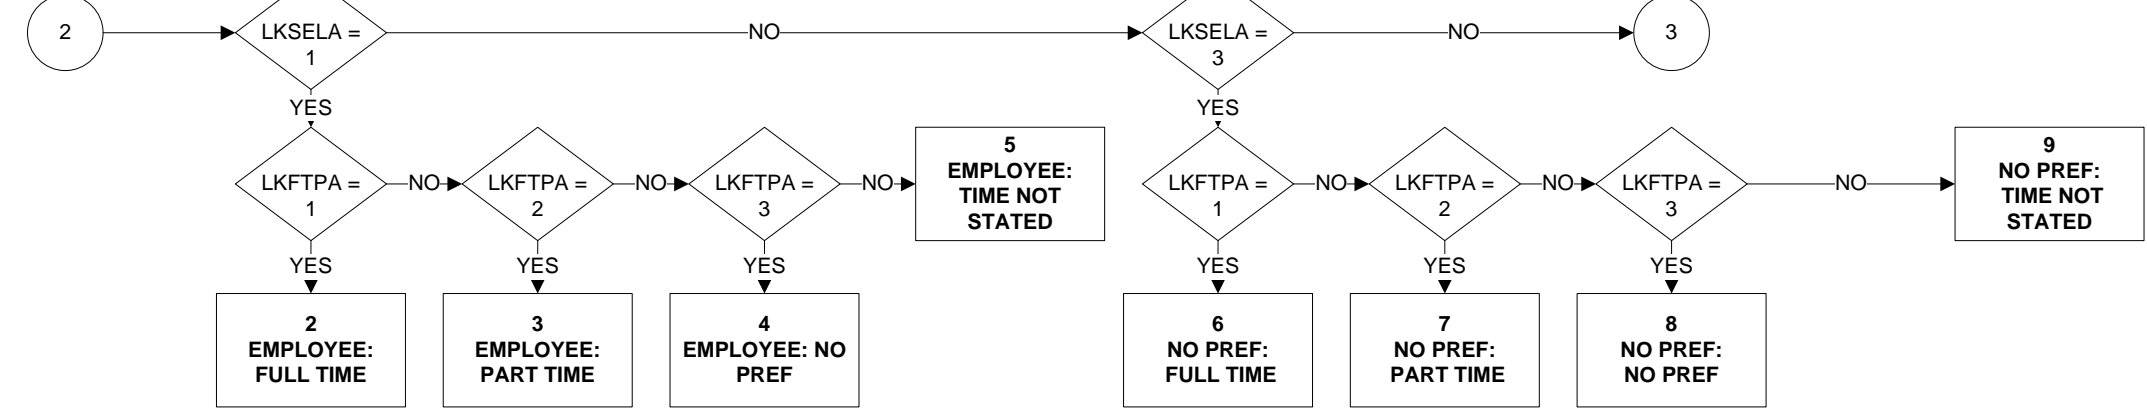 2
LKSELA =
1
NO
LKSELA =
3
NO
3
YES
YES
LKFTPA =
1
NO
LKFTPA =
2
NO
LKFTPA =
3
NO
5
EMPLOYEE:
TIME NOT
STATED
LKFTPA =
1
NO
LKFTPA =
2
NO
LKFTPA =
3
NO
9
NO PREF:
TIME NOT
STATED
YES
YES
YES
YES
YES
YES
2
EMPLOYEE:
FULL TIME
3
EMPLOYEE:
PART TIME
4
EMPLOYEE: NO
PREF
6
NO PREF:
FULL TIME
7
NO PREF:
PART TIME
8
NO PREF:
NO PREF